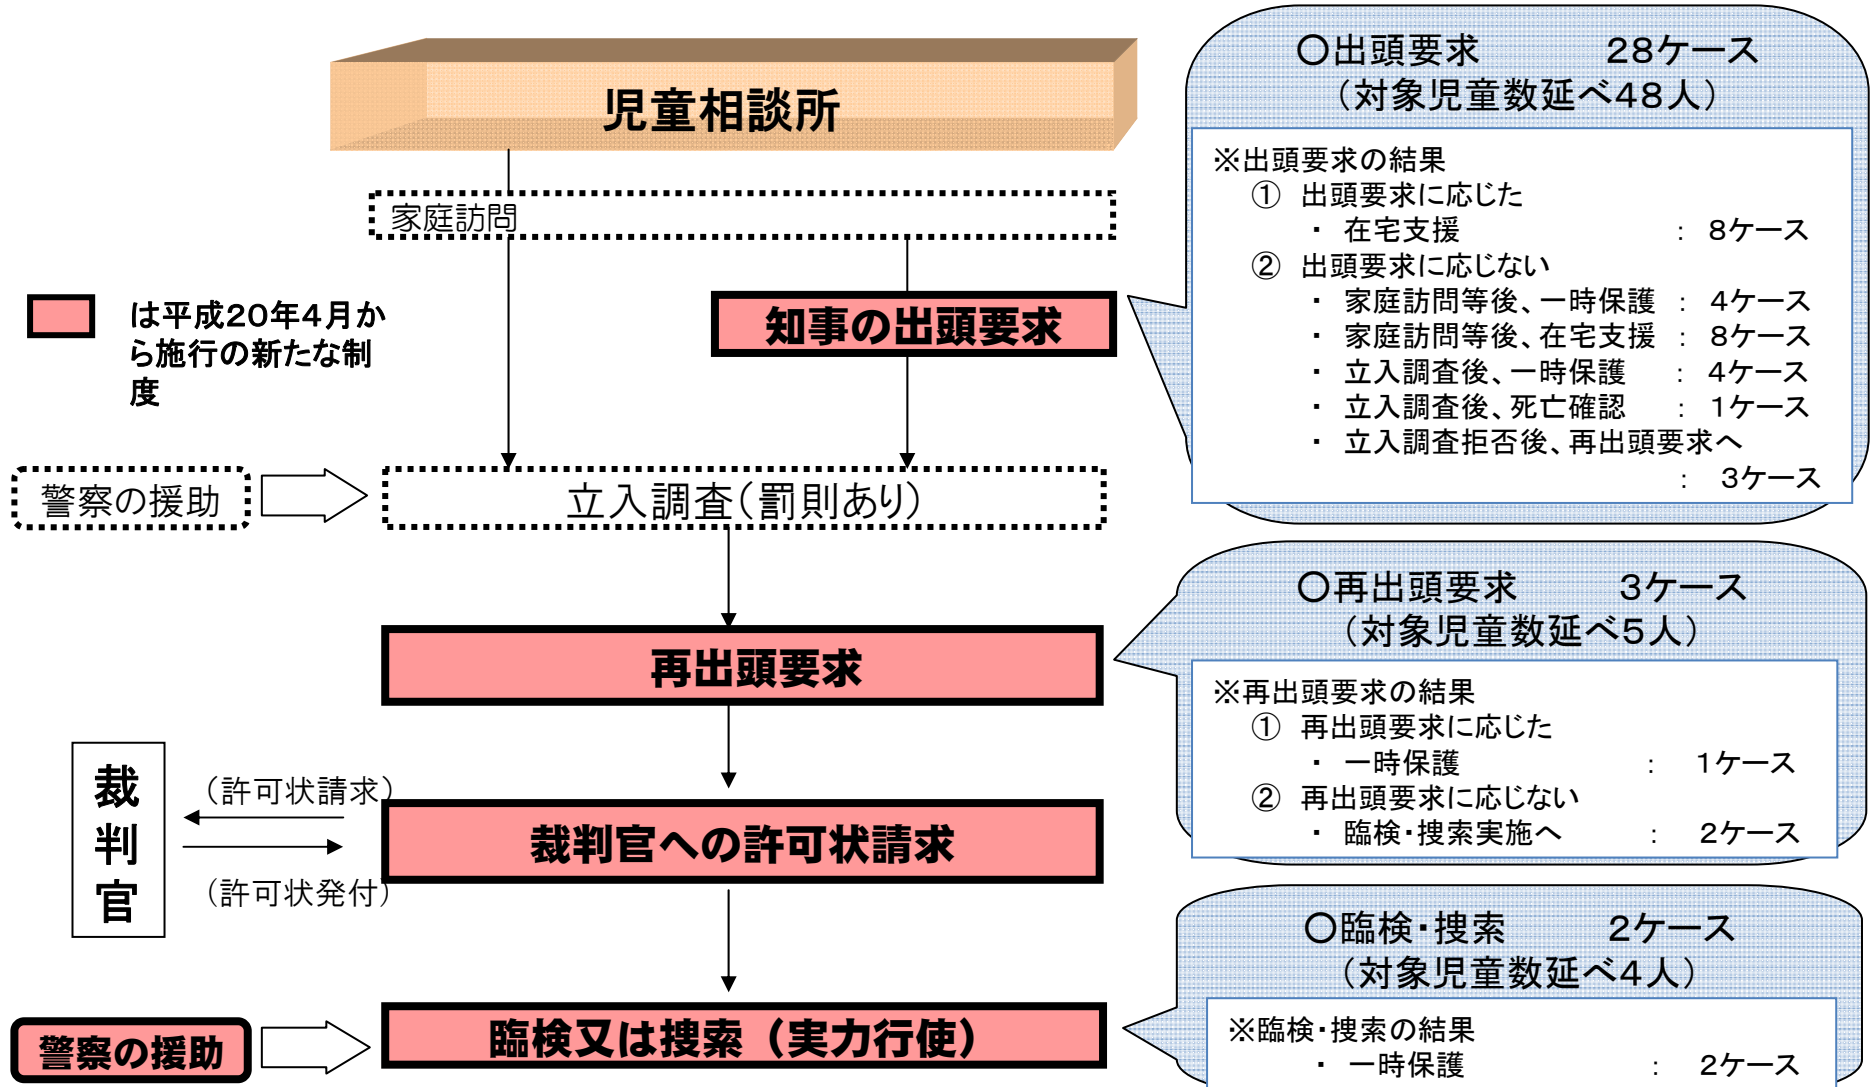 児童相談所
家庭訪問
知事の出頭要求
は平成20年4月か
ら施行の新たな制
度
警察の援助
立入調査(罰則あり)
再出頭要求
裁判官
(許可状請求)
(許可状発付)
裁判官への許可状請求
警察の援助
臨検又は捜索(実力行使)
○出頭要求 28ケース
(対象児童数延べ48人)
※出頭要求の結果
① 出頭要求に応じた
・ 在宅支援 : 8ケース
② 出頭要求に応じない
・ 家庭訪問等後、一時保護 : 4ケース
・ 家庭訪問等後、在宅支援 : 8ケース
・ 立入調査後、一時保護 : 4ケース
・ 立入調査後、死亡確認 : 1ケース
・ 立入調査拒否後、再出頭要求へ
: 3ケース
○再出頭要求 3ケース
(対象児童数延べ5人)
※再出頭要求の結果
① 再出頭要求に応じた
・ 一時保護 : 1ケース
② 再出頭要求に応じない
・ 臨検・捜索実施へ : 2ケース
○臨検・捜索 2ケース
(対象児童数延べ4人)
※臨検・捜索の結果
・ 一時保護 : 2ケース